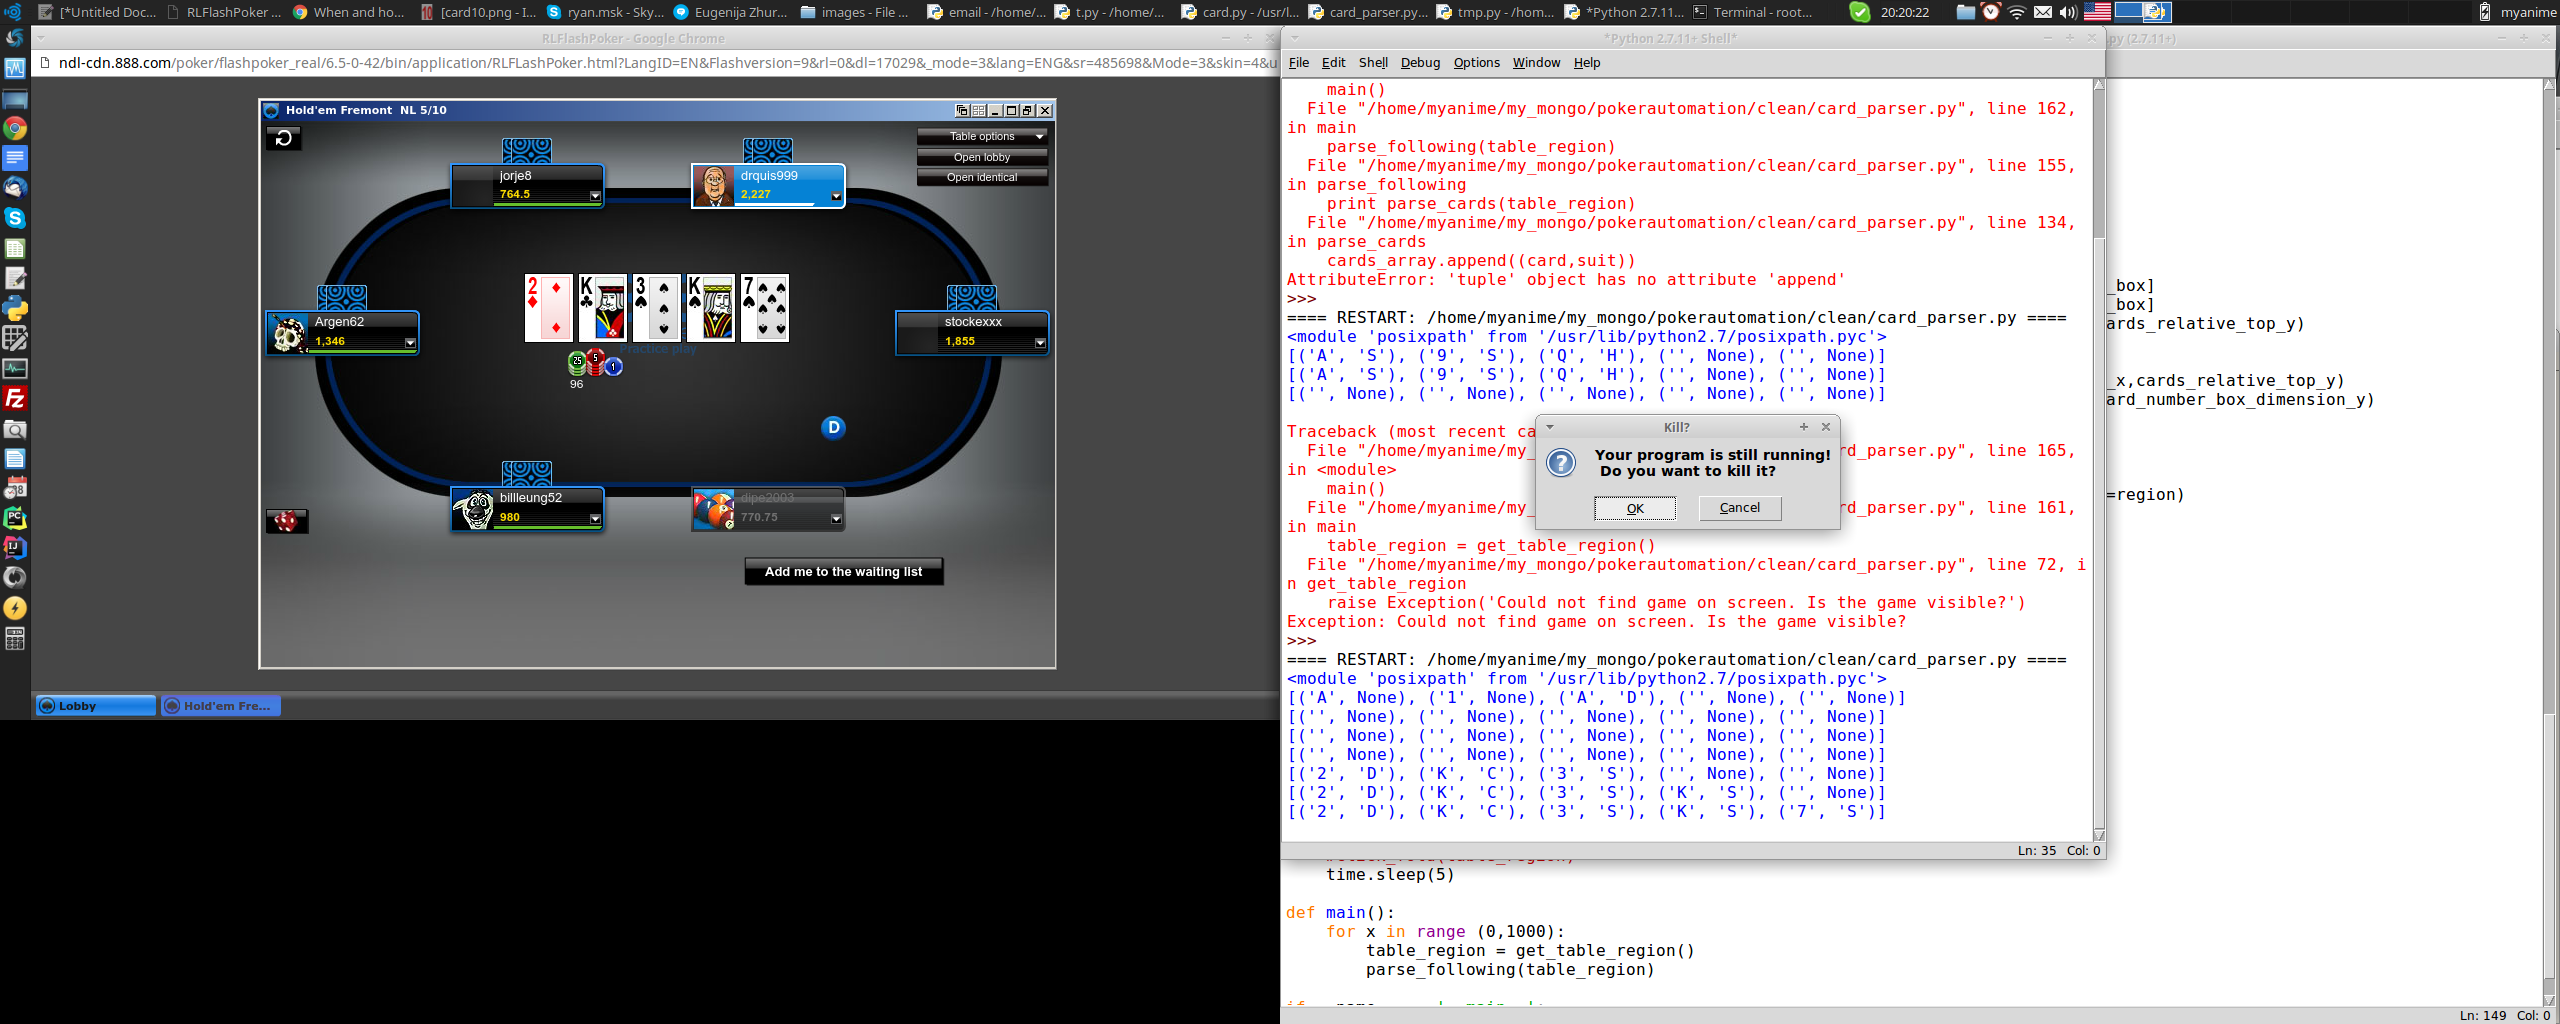 [*Untitled Doc...
RLFlashPoker ...
When and ho...
[card10.png - I...
ryan.msk - Sky...
Eugenija Zhur...
images - File ...
email - /home/...
t.py - /home/...
card.py - /usr/l...
card_parser.py...
tmp.py - /hom...
*Python 2.7.11...
Terminal - root...
20:20:22
myanime
RLFlashPoker - Google Chrome
ndl-cdn.888.com/poker/flashpoker_real/6.5-0-42/bin/application/RLFLashPoker.html?LangID=EN&Flashversion=9&rl=0&dl=17029&_mode=3&lang=ENG&sr=485698&Mode=3&skin=4&u
Hold'em Fremont NL 5/10
Table options
Open lobby
Open identical
jorje8
764.5
drquis999
2,227
Argen62
1,346
stockexxx
1,855
2 K 3 K 7
Practice play
25 5 1
96
D
billleung52
980
dipe2003
770.75
Add me to the waiting list
Lobby
Hold'em Fre...
*Python 2.7.11+ Shell*
File Edit Shell Debug Options Window Help
main()
File "/home/myanime/my_mongo/pokerautomation/clean/card_parser.py", line 162,
in main
parse_following(table_region)
File "/home/myanime/my_mongo/pokerautomation/clean/card_parser.py", line 155,
in parse_following
print parse_cards(table_region)
File "/home/myanime/my_mongo/pokerautomation/clean/card_parser.py", line 134,
in parse_cards
cards_array.append((card,suit))
AttributeError: 'tuple' object has no attribute 'append'
>>>
==== RESTART: /home/myanime/my_mongo/pokerautomation/clean/card_parser.py ====
<module 'posixpath' from '/usr/lib/python2.7/posixpath.pyc'>
[('A', 'S'), ('9', 'S'), ('Q', 'H'), ('', None), ('', None)]
[('A', 'S'), ('9', 'S'), ('Q', 'H'), ('', None), ('', None)]
[('', None), ('', None), ('', None), ('', None), ('', None)]
Traceback (most recent ca
File "/home/myanime/my_ d_parser.py", line 165,
in <module>
main()
File "/home/myanime/my_ d_parser.py", line 161,
in main
table_region = get_table_region()
File "/home/myanime/my_mongo/pokerautomation/clean/card_parser.py", line 72, i
n get_table_region
raise Exception('Could not find game on screen. Is the game visible?')
Exception: Could not find game on screen. Is the game visible?
>>>
==== RESTART: /home/myanime/my_mongo/pokerautomation/clean/card_parser.py ====
<module 'posixpath' from '/usr/lib/python2.7/posixpath.pyc'>
[('A', None), ('1', None), ('A', 'D'), ('', None), ('', None)]
[('', None), ('', None), ('', None), ('', None), ('', None)]
[('', None), ('', None), ('', None), ('', None), ('', None)]
[('', None), ('', None), ('', None), ('', None), ('', None)]
[('2', 'D'), ('K', 'C'), ('3', 'S'), ('', None), ('', None)]
[('2', 'D'), ('K', 'C'), ('3', 'S'), ('K', 'S'), ('', None)]
[('2', 'D'), ('K', 'C'), ('3', 'S'), ('K', 'S'), ('7', 'S')]
Ln: 35 Col: 0
Kill?
Your program is still running!
Do you want to kill it?
OK
Cancel
py (2.7.11+)
_box]
_box]
ards_relative_top_y)
_x,cards_relative_top_y)
ard_number_box_dimension_y)
=region)
time.sleep(5)
def main():
for x in range (0,1000):
table_region = get_table_region()
parse_following(table_region)
Ln: 149 Col: 0